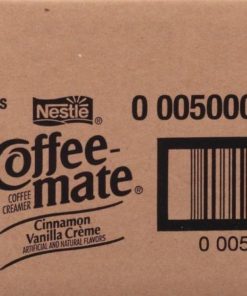 s
Nestlé®
0 005000
Coffee-
COFFEE
CREAMER
mate®
Cinnamon
Vanilla Crème
ARTIFICIAL AND NATURAL FLAVORS
0 005